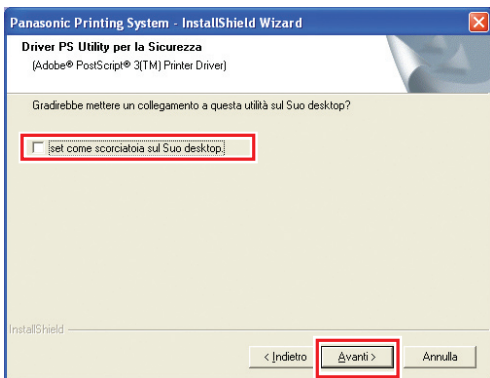 Panasonic Printing System - InstallShield Wizard
Driver PS Utility per la Sicurezza
(Adobe® PostScript® 3(TM) Printer Driver)
Gradirebbe mettere un collegamento a questa utilità sul Suo desktop?
set come scorciatoia sul Suo desktop.
InstallShield
< Indietro Avanti > Annulla